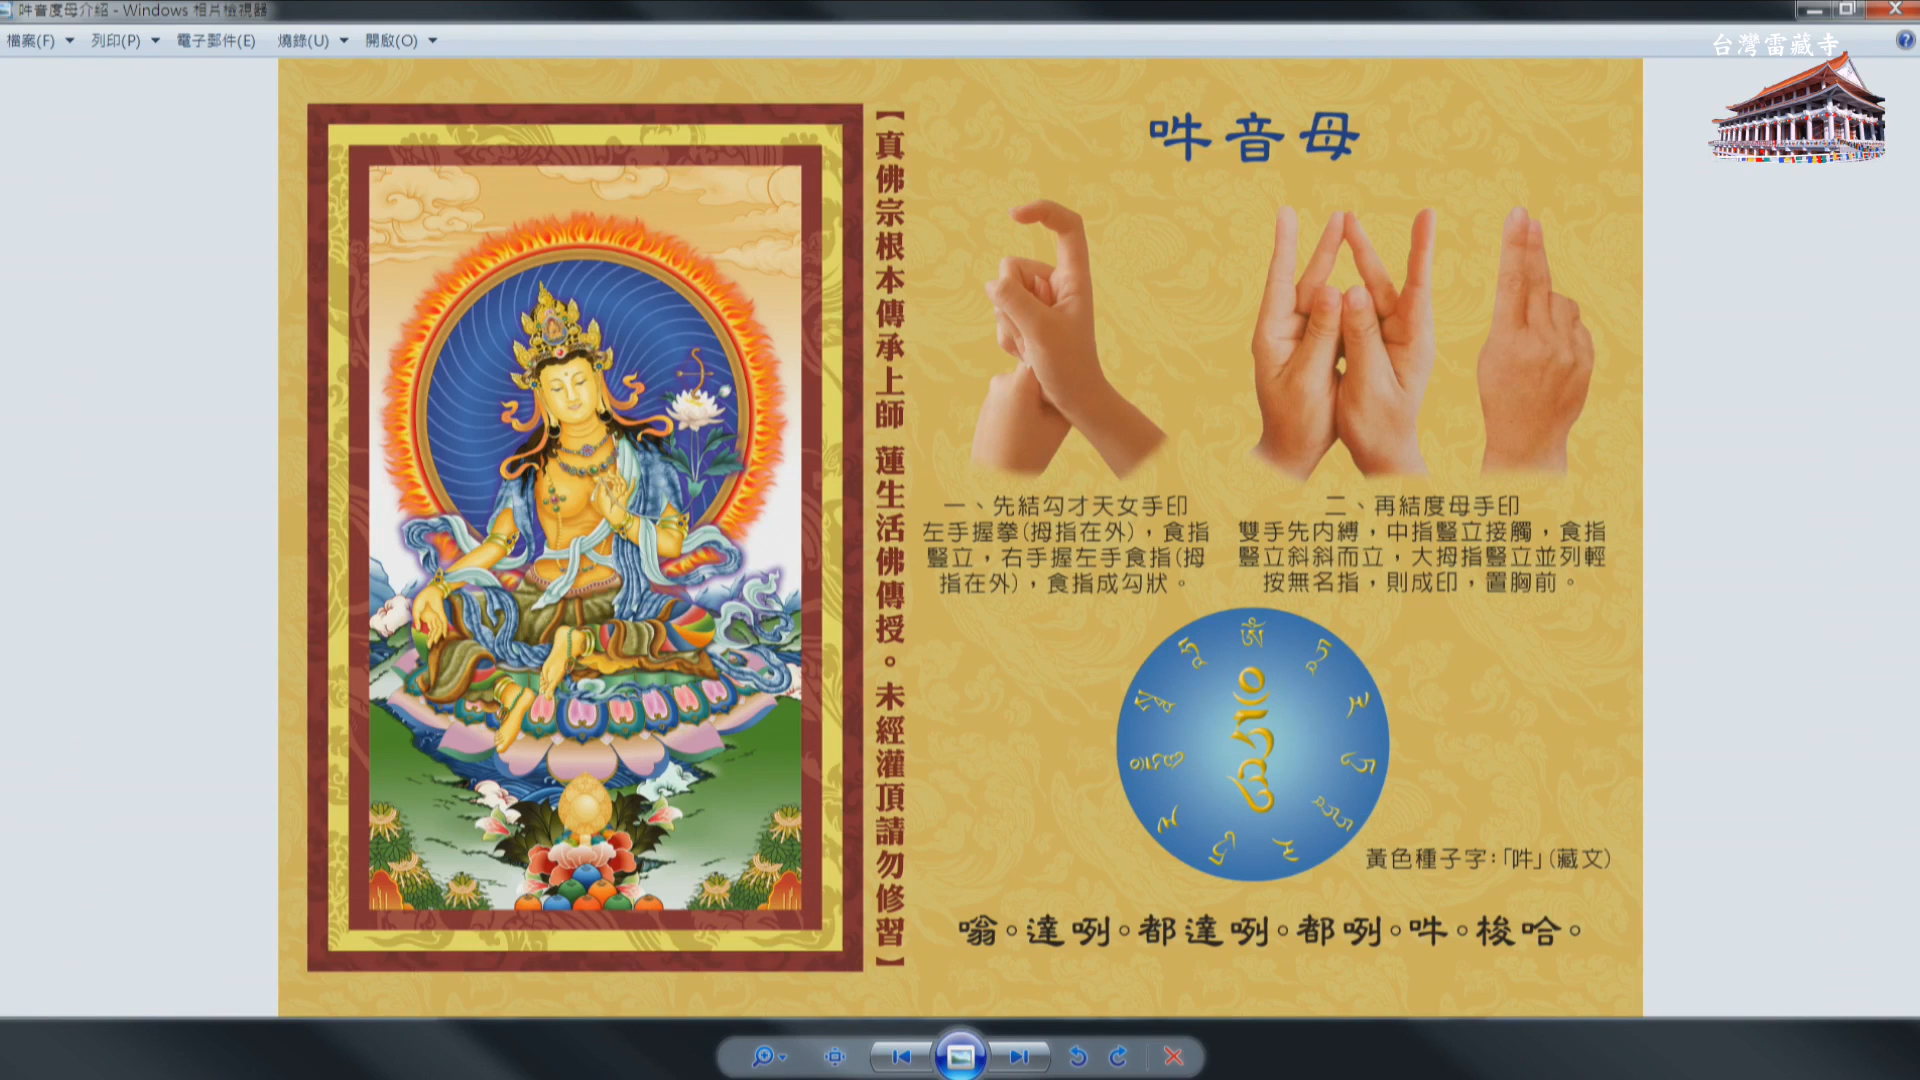 吽音度母介紹 - Windows 相片檢視器
檔案(F) 列印(P) 電子郵件(E) 燒錄(U) 開啟(O)
台灣雷藏寺
【真佛宗根本傳承上師 蓮生活佛傳授。未經灌頂請勿修習】
吽音母
一、先結勾才天女手印
左手握拳(拇指在外)，食指
豎立，右手握左手食指(拇
指在外)，食指成勾狀。
二、再結度母手印
雙手先內縛，中指豎立接觸，食指
豎立斜斜而立，大拇指豎立並列輕
按無名指，則成印，置胸前。
黃色種子字：「吽」(藏文)
嗡。達咧。都達咧。都咧。吽。梭哈。